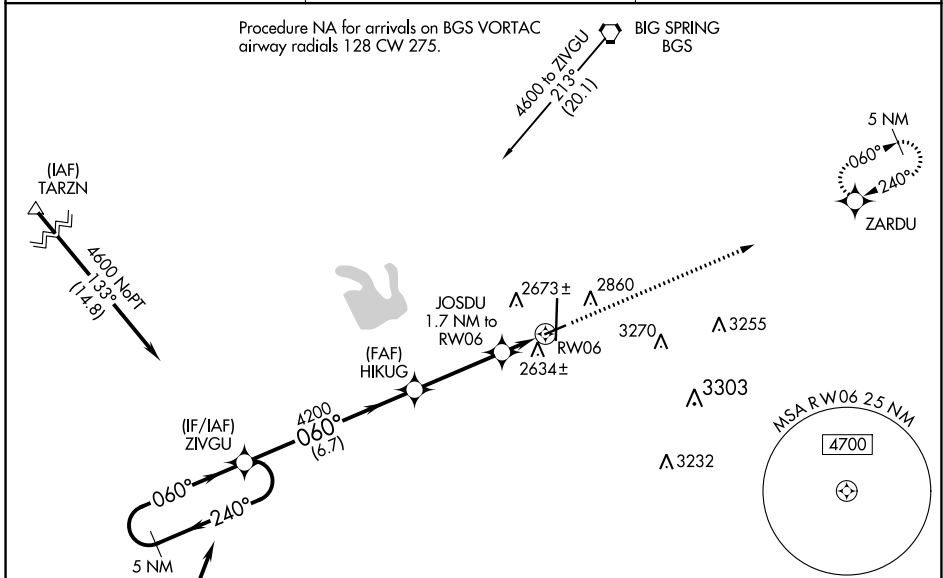 Procedure NA for arrivals on BGS VORTAC
airway radials 128 CW 275.
BIG SPRING
BGS
4600 to ZIVGU
213°
(20.1)
5 NM
060°
240°
ZARDU
(IAF)
TARZN
4600 NoPT
133°
(14.8)
JOSDU
1.7 NM to
RW06
2673±
2860
RW06
2634±
3270
3255
3303
3232
(FAF)
HIKUG
(IF/IAF)
ZIVGU
4200
060°
(6.7)
060°
240°
5 NM
MSA RW06 25 NM
4700